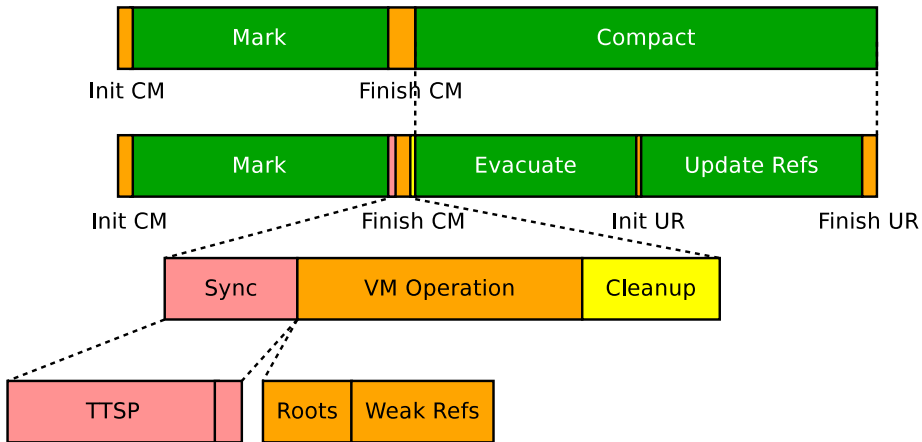 Mark
Compact
Init CM
Finish CM
Mark
Evacuate
Update Refs
Init CM
Finish CM
Init UR
Finish UR
Sync
VM Operation
Cleanup
TTSP
Roots
Weak Refs